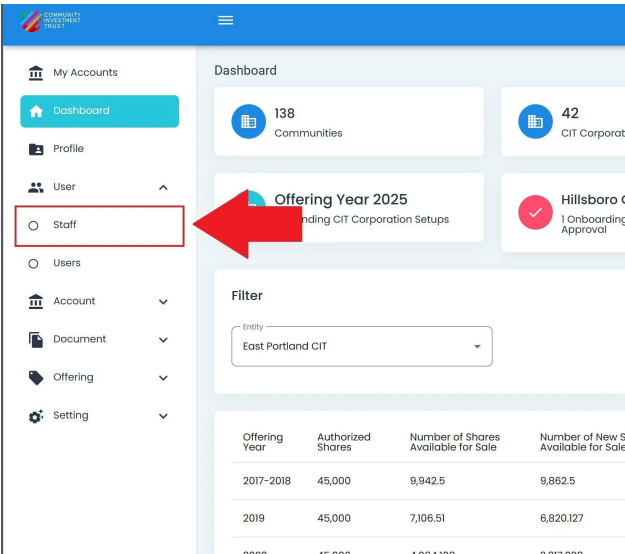 COMMUNITY
INVESTMENT
TRUST
My Accounts
Dashboard
Profile
User
Staff
Users
Account
Document
Offering
Setting
Dashboard
138
Communities
42
CIT Corporat
Offering Year 2025
nding CIT Corporation Setups
Hillsboro
1 Onboarding
Approval
Filter
Entity
East Portland CIT
Offering Year
Authorized Shares
Number of Shares Available for Sale
Number of New S
Available for Sale
2017-2018 45,000 9,942.5 9,862.5
2019 45,000 7,106.51 6,820.127